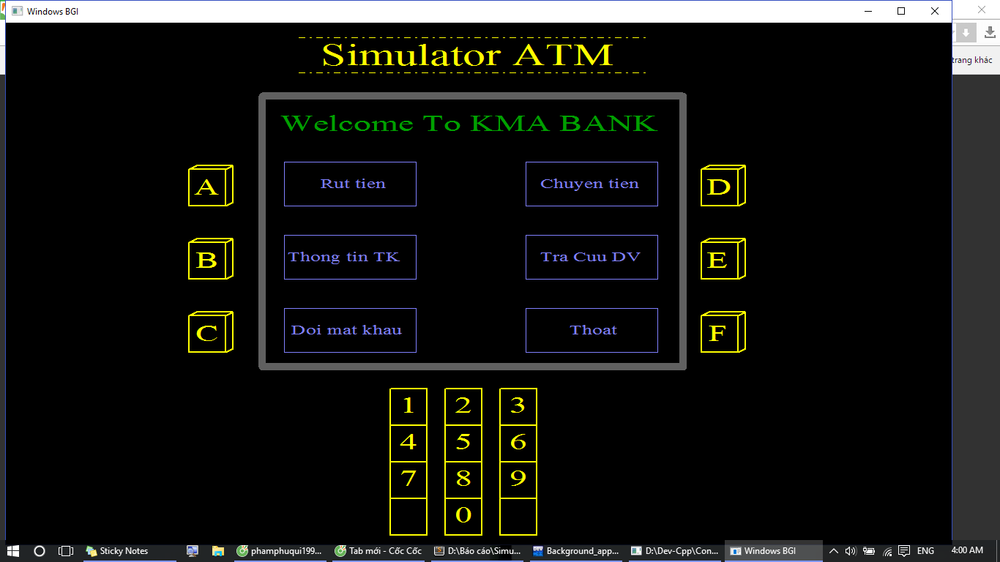 Windows BGI
Simulator ATM
trang khác
Welcome To KMA BANK
A
Rut tien
Chuyen tien
D
B
Thong tin TK
Tra Cuu DV
E
C
Doi mat khau
Thoat
F
1 2 3
4 5 6
7 8 9
0
Sticky Notes
phamphuqui199...
Tab mới - Cốc Cốc
D:\Báo cáo\Simu...
Background_app...
D:\Dev-Cpp\Con...
Windows BGI
ENG
4:00 AM